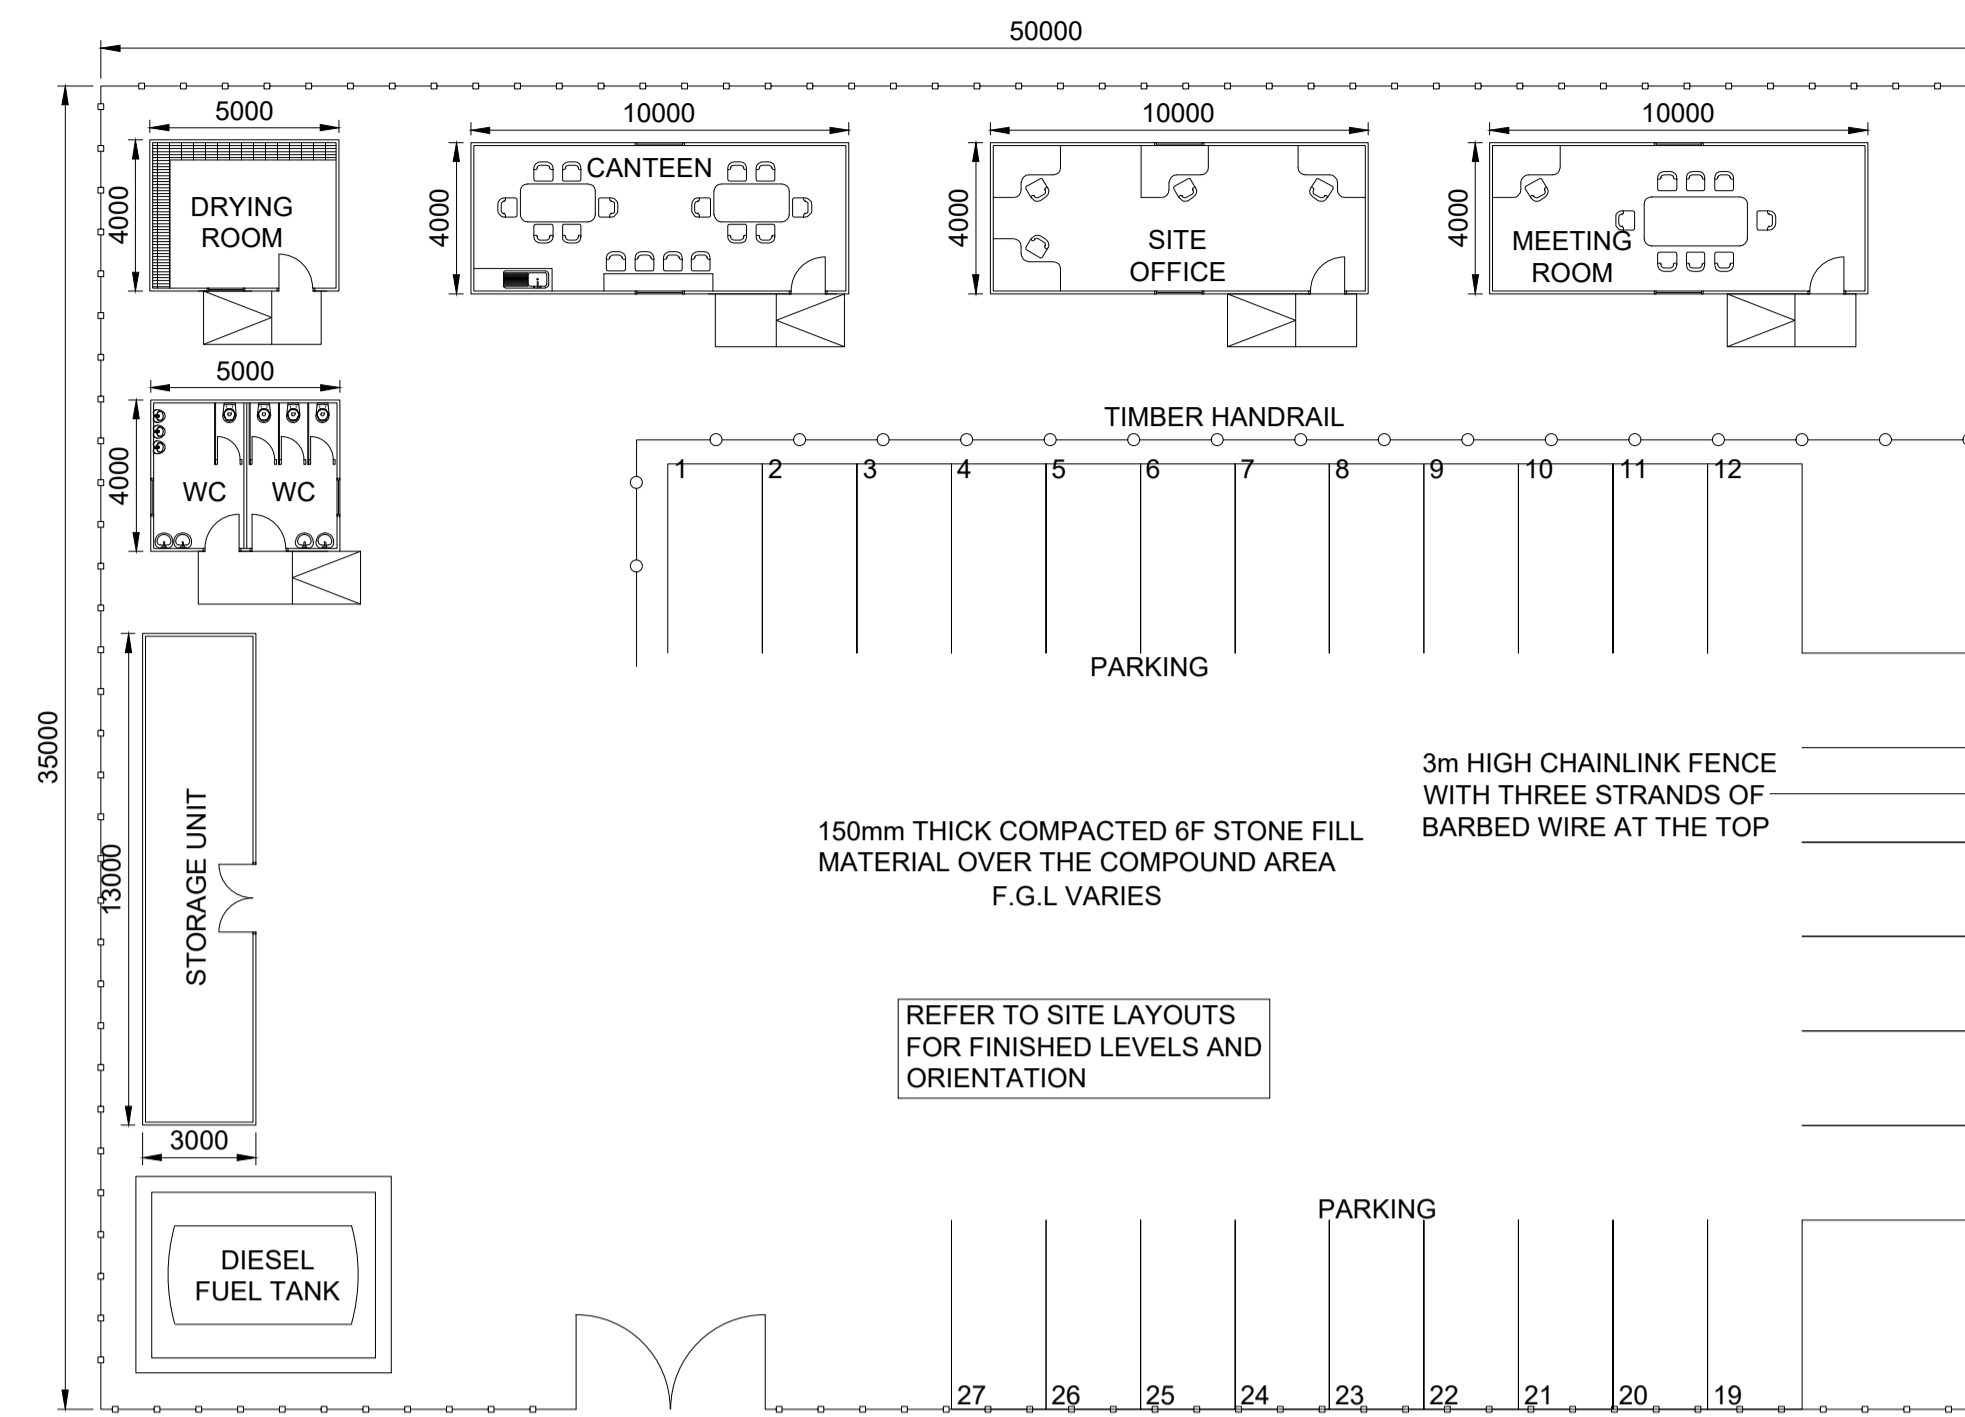 50000
5000
10000
10000
10000
4000
DRYING
ROOM
4000
CANTEEN
4000
SITE
OFFICE
4000
MEETING
ROOM
5000
4000
WC
WC
TIMBER HANDRAIL
1
2
3
4
5
6
7
8
9
10
11
12
PARKING
35000
13000
STORAGE UNIT
3000
3m HIGH CHAINLINK FENCE
WITH THREE STRANDS OF
BARBED WIRE AT THE TOP
150mm THICK COMPACTED 6F STONE FILL
MATERIAL OVER THE COMPOUND AREA
F.G.L VARIES
REFER TO SITE LAYOUTS
FOR FINISHED LEVELS AND
ORIENTATION
PARKING
DIESEL
FUEL TANK
27
26
25
24
23
22
21
20
19